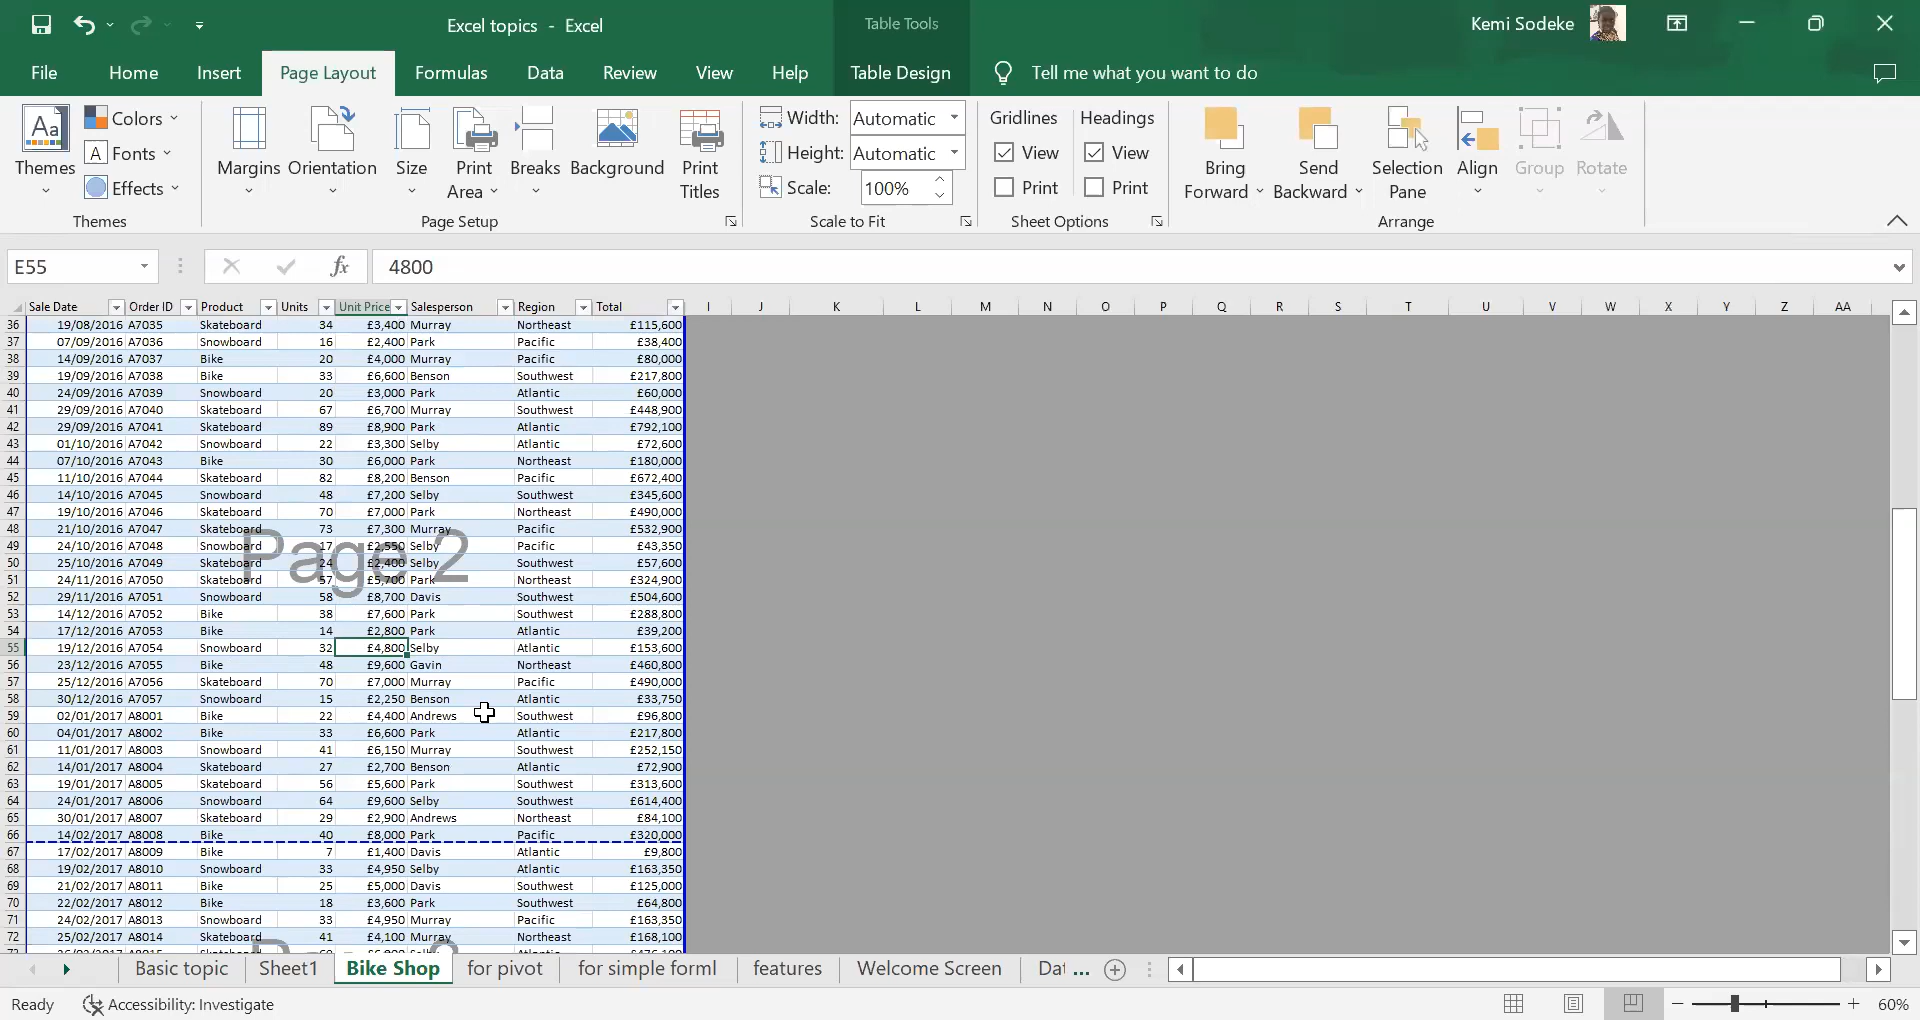 Excel topics - Excel
Table Tools
Kemi Sodeke
File Home Insert Page Layout Formulas Data Review View Help Table Design Tell me what you want to do
Themes
Colors
Fonts
Effects
Themes
Margins
Orientation
Size
Print Area
Breaks
Background
Print Titles
Page Setup
Width: Automatic
Height: Automatic
Scale: 100%
Scale to Fit
Gridlines
View
Print
Headings
View
Print
Sheet Options
Bring Forward
Send Backward
Selection Pane
Align
Group
Rotate
Arrange
E55
fx
4800
Sale Date Order ID Product Units Unit Price Salesperson Region Total I J K L M N O P Q R S T U V W X Y Z AA
36 19/08/2016 A7035 Skateboard 34 £3,400 Murray Northeast £115,600
37 07/09/2016 A7036 Snowboard 16 £2,400 Park Pacific £38,400
38 14/09/2016 A7037 Bike 20 £4,000 Murray Pacific £80,000
39 19/09/2016 A7038 Bike 33 £6,600 Benson Southwest £217,800
40 24/09/2016 A7039 Snowboard 20 £3,000 Park Atlantic £60,000
41 29/09/2016 A7040 Skateboard 67 £6,700 Murray Southwest £448,900
42 29/09/2016 A7041 Skateboard 89 £8,900 Park Atlantic £792,100
43 01/10/2016 A7042 Snowboard 22 £3,300 Selby Atlantic £72,600
44 07/10/2016 A7043 Bike 30 £6,000 Park Northeast £180,000
45 11/10/2016 A7044 Skateboard 82 £8,200 Benson Pacific £672,400
46 14/10/2016 A7045 Snowboard 48 £7,200 Selby Southwest £345,600
47 19/10/2016 A7046 Skateboard 70 £7,000 Park Northeast £490,000
48 21/10/2016 A7047 Skateboard 73 £7,300 Murray Pacific £532,900
49 24/10/2016 A7048 Snowboard 17 £2,550 Selby Pacific £43,350
Page 2
50 25/10/2016 A7049 Skateboard 24 £2,400 Selby Southwest £57,600
51 24/11/2016 A7050 Skateboard 57 £5,700 Park Northeast £324,900
52 29/11/2016 A7051 Snowboard 58 £8,700 Davis Southwest £504,600
53 14/12/2016 A7052 Bike 38 £7,600 Park Southwest £288,800
54 17/12/2016 A7053 Bike 14 £2,800 Park Atlantic £39,200
55 19/12/2016 A7054 Snowboard 32 £4,800 Selby Atlantic £153,600
56 23/12/2016 A7055 Bike 48 £9,600 Gavin Northeast £460,800
57 25/12/2016 A7056 Skateboard 70 £7,000 Murray Pacific £490,000
58 30/12/2016 A7057 Snowboard 15 £2,250 Benson Atlantic £33,750
59 02/01/2017 A8001 Bike 22 £4,400 Andrews Southwest £96,800
60 04/01/2017 A8002 Bike 33 £6,600 Park Atlantic £217,800
61 11/01/2017 A8003 Snowboard 41 £6,150 Murray Southwest £252,150
62 14/01/2017 A8004 Skateboard 27 £2,700 Benson Atlantic £72,900
63 19/01/2017 A8005 Skateboard 56 £5,600 Park Southwest £313,600
64 24/01/2017 A8006 Snowboard 64 £9,600 Selby Southwest £614,400
65 30/01/2017 A8007 Skateboard 29 £2,900 Andrews Northeast £84,100
66 14/02/2017 A8008 Bike 40 £8,000 Park Pacific £320,000
67 17/02/2017 A8009 Bike 7 £1,400 Davis Atlantic £9,800
68 19/02/2017 A8010 Snowboard 33 £4,950 Selby Atlantic £163,350
69 21/02/2017 A8011 Bike 25 £5,000 Davis Southwest £125,000
70 22/02/2017 A8012 Bike 18 £3,600 Park Southwest £64,800
71 24/02/2017 A8013 Snowboard 33 £4,950 Murray Pacific £163,350
72 25/02/2017 A8014 Skateboard 41 £4,100 Murray Northeast £168,100
Basic topic Sheet1 Bike Shop for pivot for simple forml features Welcome Screen Dat ...
Ready Accessibility: Investigate 60%